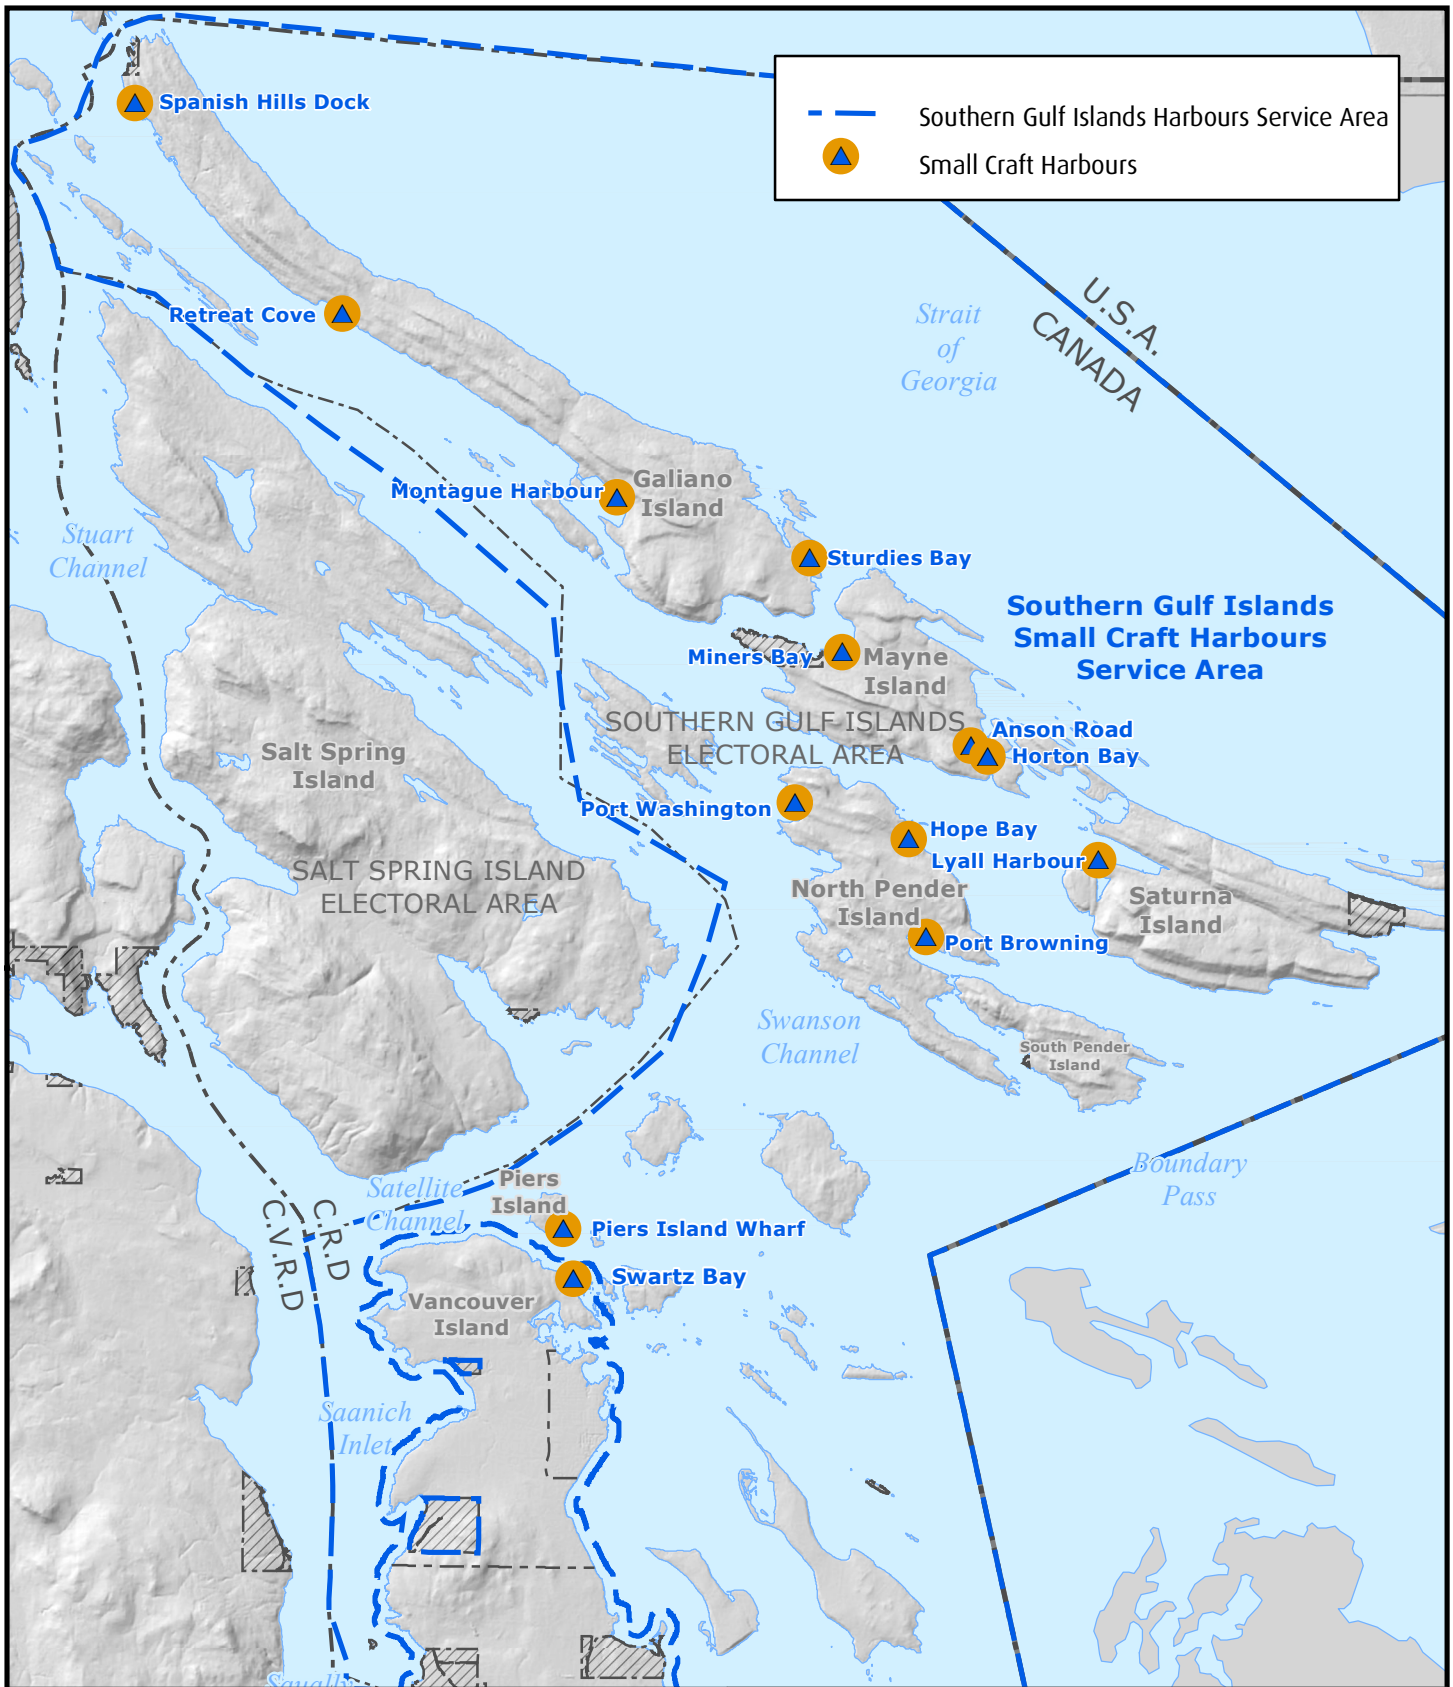 Southern Gulf Islands Harbours Service Area
Small Craft Harbours
Spanish Hills Dock
Retreat Cove
Strait
of
Georgia
U.S.A.
CANADA
Montague Harbour
Galiano
Island
Stuart
Channel
Sturdies Bay
Southern Gulf Islands
Small Craft Harbours
Service Area
Miners Bay
Mayne
Island
SOUTHERN GULF ISLANDS
ELECTORAL AREA
Anson Road
Horton Bay
Salt Spring
Island
Port Washington
Hope Bay
Lyall Harbour
SALT SPRING ISLAND
ELECTORAL AREA
North Pender
Island
Saturna
Island
Port Browning
Swanson
Channel
South Pender
Island
Boundary
Pass
Satellite
Channel
Piers
Island
C.R.D
C.V.R.D
Piers Island Wharf
Swartz Bay
Vancouver
Island
Saanich
Inlet
Squally